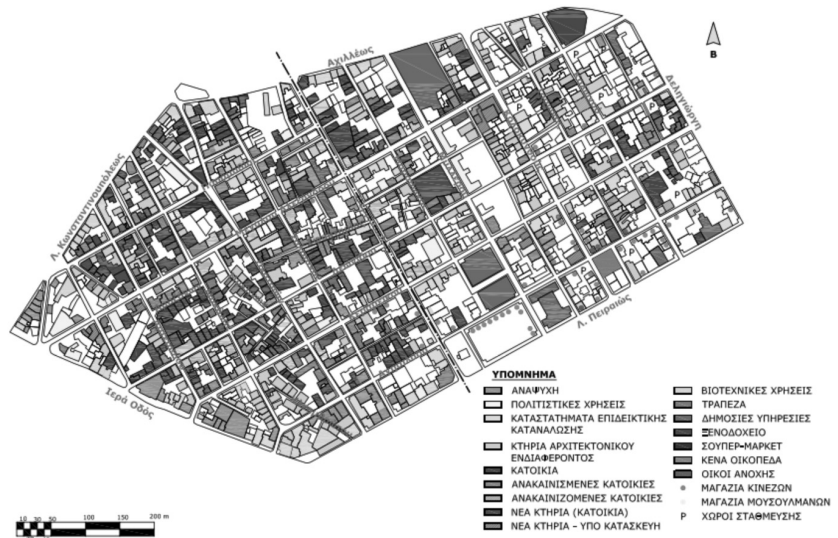 Αχιλλέως
Β
Δεληγιώργη
Λ. Κωνσταντινουπόλεως
Ιερά Οδός
Λ. Πειραιώς
P
P
P
P
P
P
P
ΥΠΟΜΝΗΜΑ
ΑΝΑΨΥΧΗ
ΠΟΛΙΤΙΣΤΙΚΕΣ ΧΡΗΣΕΙΣ
ΚΑΤΑΣΤΑΤΗΜΑΤΑ ΕΠΙΔΕΙΚΤΙΚΗΣ
ΚΑΤΑΝΑΛΩΣΗΣ
ΚΤΗΡΙΑ ΑΡΧΙΤΕΚΤΟΝΙΚΟΥ
ΕΝΔΙΑΦΕΡΟΝΤΟΣ
ΚΑΤΟΙΚΙΑ
ΑΝΑΚΑΙΝΙΣΜΕΝΕΣ ΚΑΤΟΙΚΙΕΣ
ΑΝΑΚΑΙΝΙΖΟΜΕΝΕΣ ΚΑΤΟΙΚΙΕΣ
ΝΕΑ ΚΤΗΡΙΑ (ΚΑΤΟΙΚΙΑ)
ΝΕΑ ΚΤΗΡΙΑ – ΥΠΟ ΚΑΤΑΣΚΕΥΗ
ΒΙΟΤΕΧΝΙΚΕΣ ΧΡΗΣΕΙΣ
ΤΡΑΠΕΖΑ
ΔΗΜΟΣΙΕΣ ΥΠΗΡΕΣΙΕΣ
ΞΕΝΟΔΟΧΕΙΟ
ΣΟΥΠΕΡ–ΜΑΡΚΕΤ
ΚΕΝΑ ΟΙΚΟΠΕΔΑ
ΟΙΚΟΙ ΑΝΟΧΗΣ
ΜΑΓΑΖΙΑ ΚΙΝΕΖΩΝ
ΜΑΓΑΖΙΑ ΜΟΥΣΟΥΛΜΑΝΩΝ
P ΧΩΡΟΙ ΣΤΑΘΜΕΥΣΗΣ
10 30 50 100 150 200 m